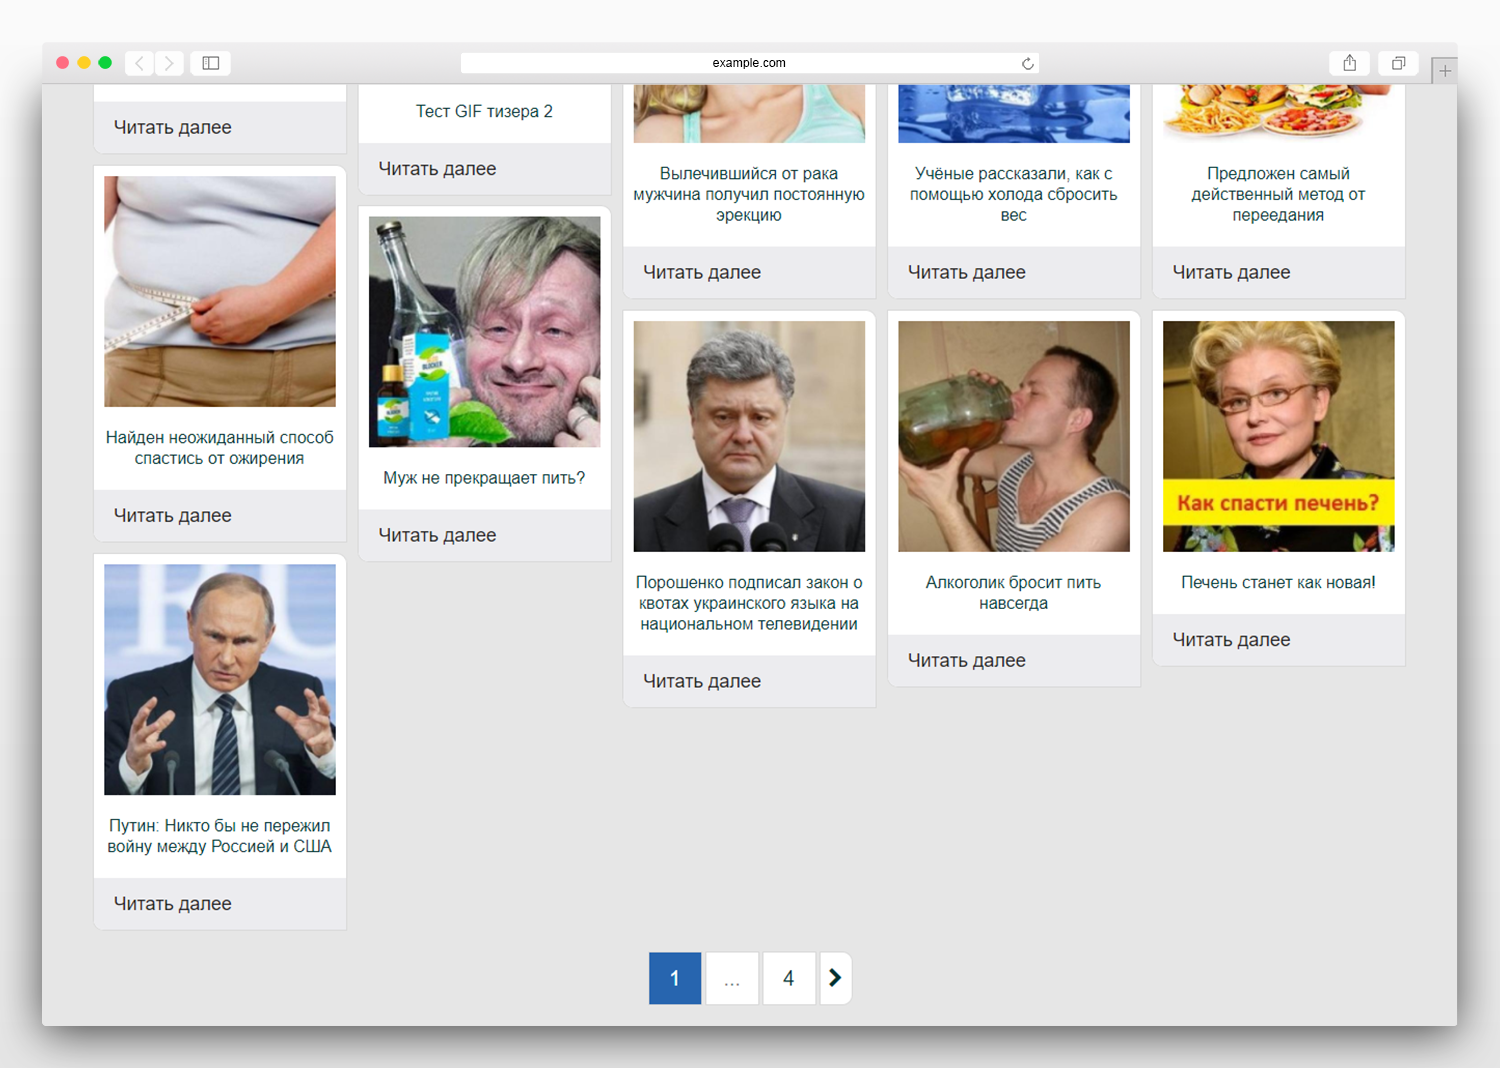 example.com
Читать далее
Найден неожиданный способ
спастись от ожирения
Читать далее
Путин: Никто бы не пережил
войну между Россией и США
Читать далее
Тест GIF тизера 2
Читать далее
BLOCKER
Муж не прекращает пить?
Читать далее
Вылечившийся от рака
мужчина получил постоянную
эрекцию
Читать далее
Порошенко подписал закон о
квотах украинского языка на
национальном телевидении
Читать далее
Учёные рассказали, как с
помощью холода сбросить
вес
Читать далее
Алкоголик бросит пить
навсегда
Читать далее
Предложен самый
действенный метод от
переедания
Читать далее
Как спасти печень?
Печень станет как новая!
Читать далее
1 ... 4